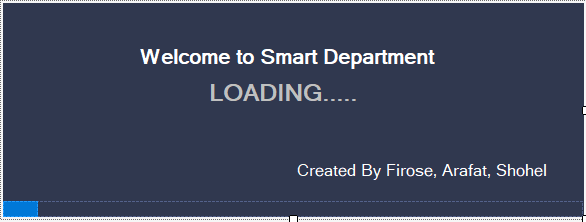 Welcome to Smart Department
LOADING.....
Created By Firose, Arafat, Shohel